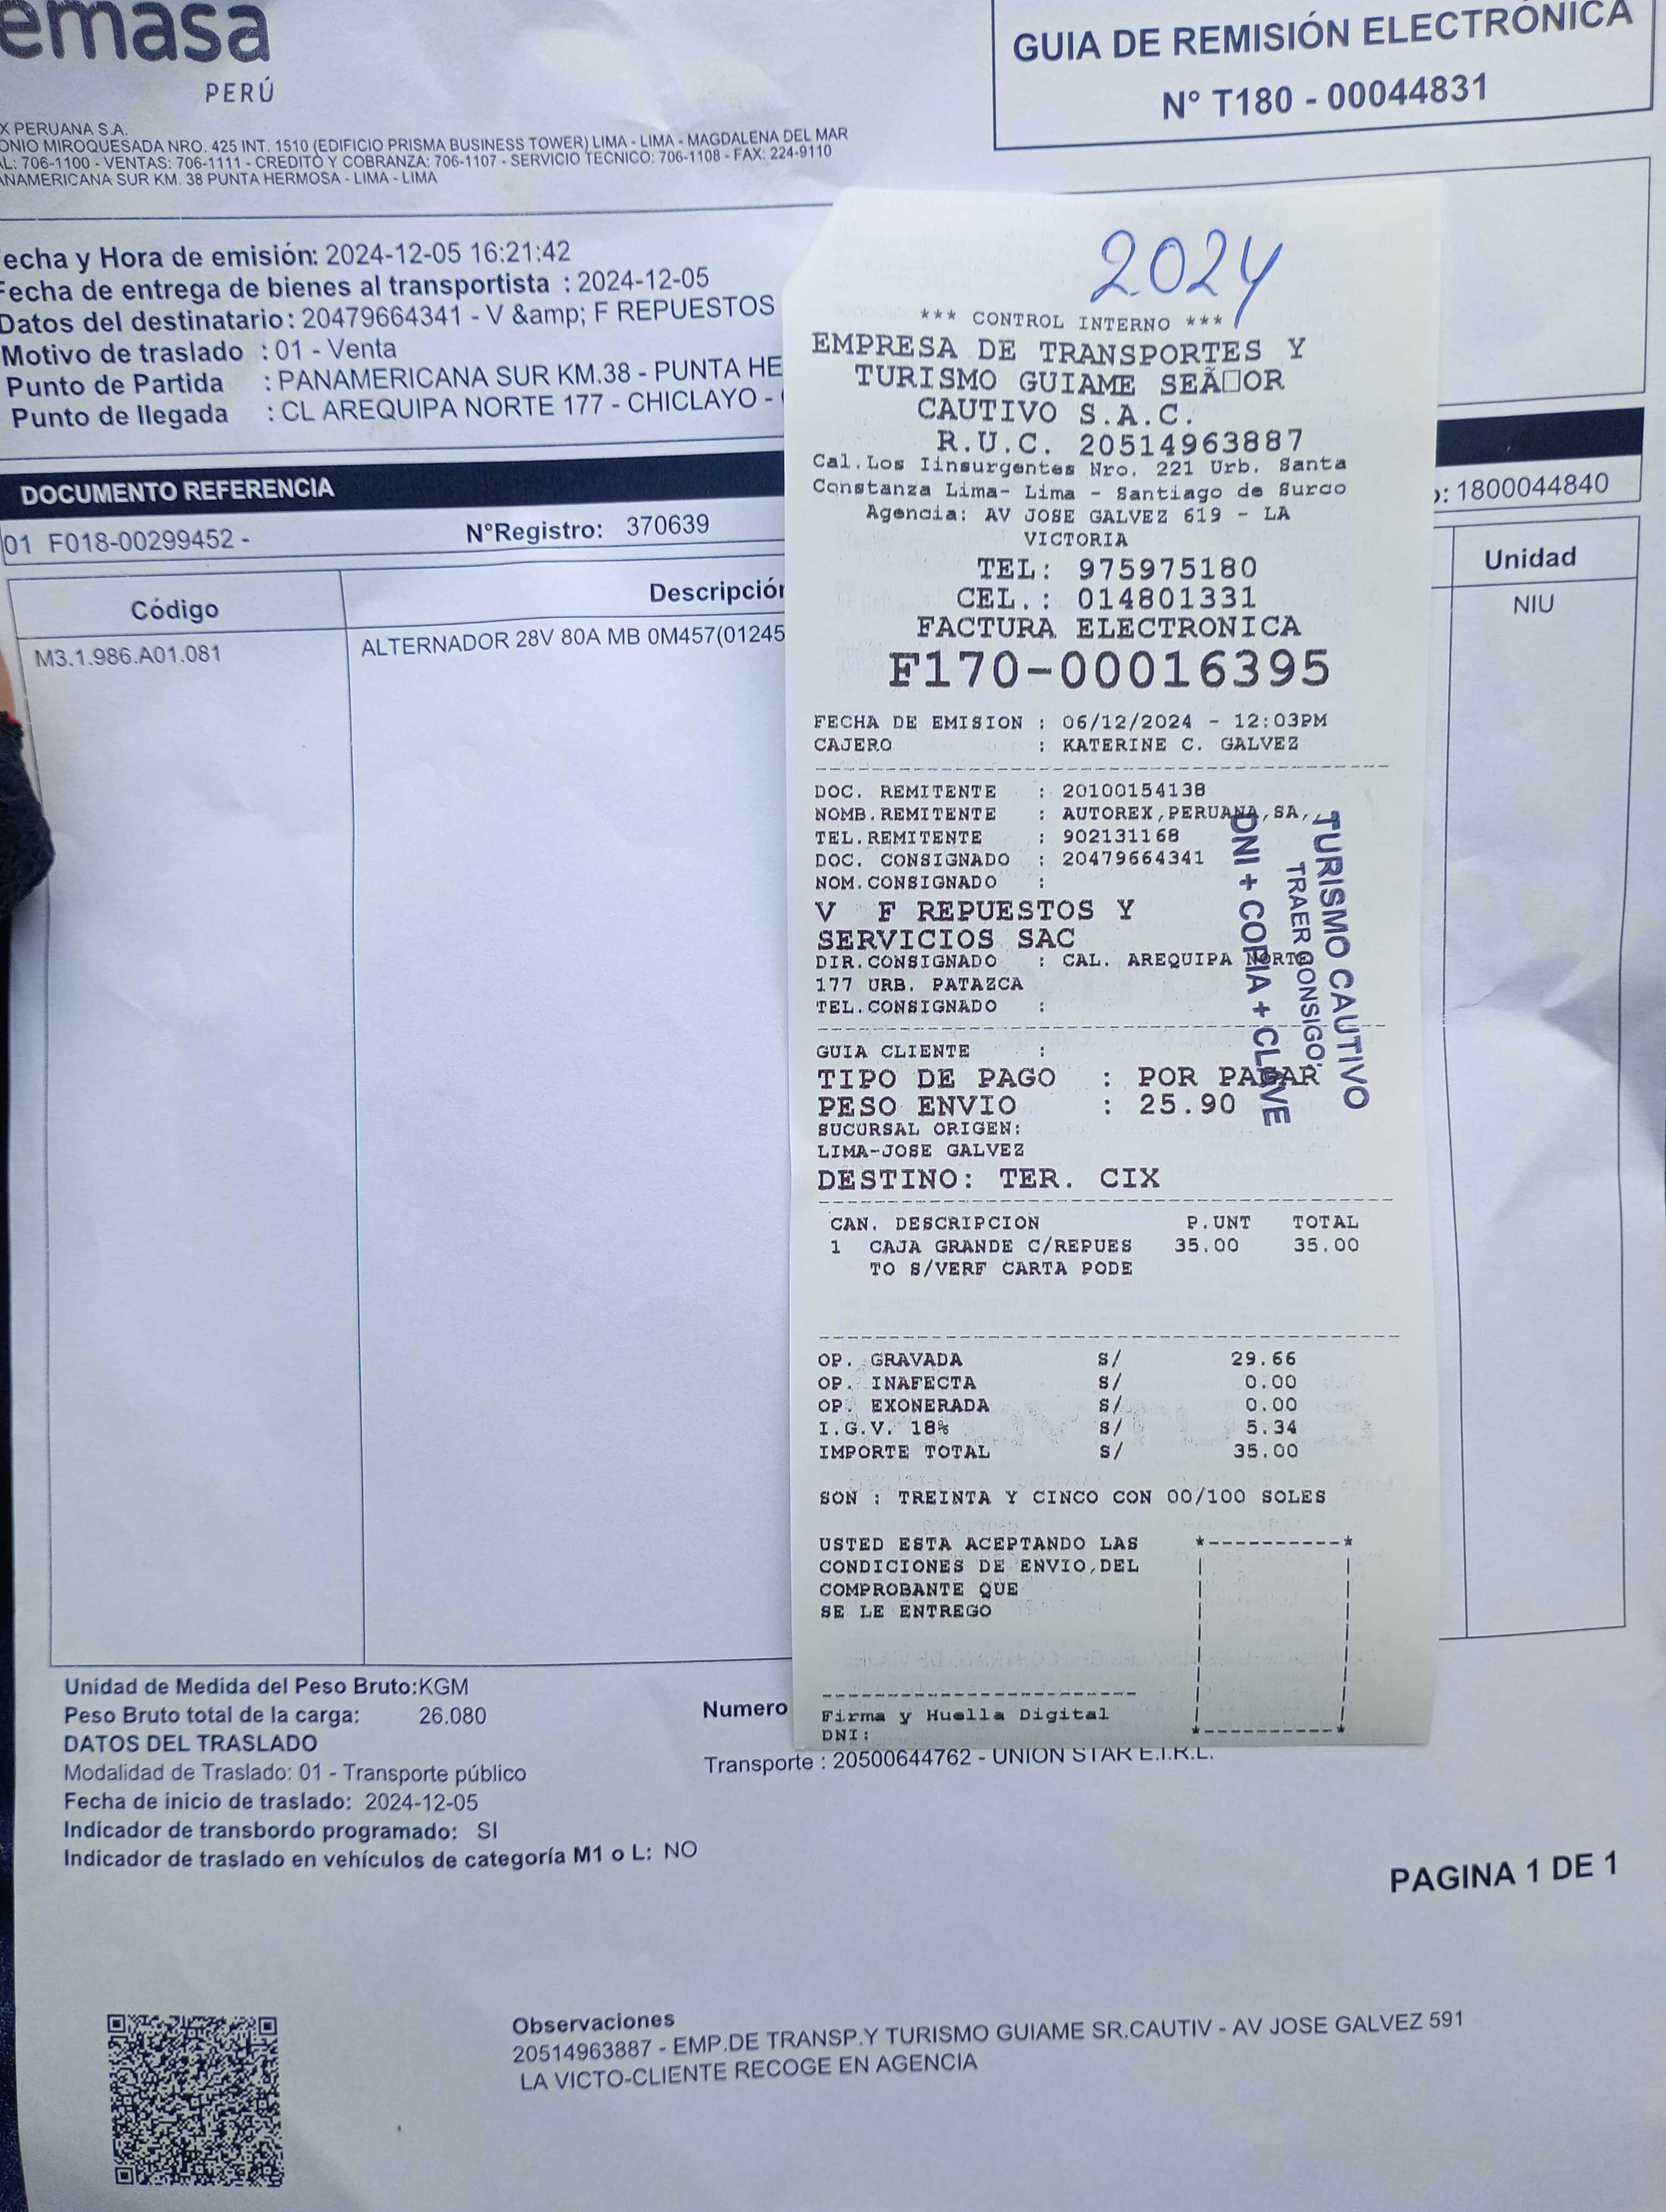 emasa
PERÚ
GUIA DE REMISIÓN ELECTRÓNICA
N° T180 - 00044831
X PERUANA S.A.
ONIO MIROQUESADA NRO. 425 INT. 1510 (EDIFICIO PRISMA BUSINESS TOWER) LIMA - LIMA - MAGDALENA DEL MAR
AL: 706-1100 - VENTAS: 706-1111 - CREDITO Y COBRANZA: 706-1107 - SERVICIO TECNICO: 706-1108 - FAX: 224-9110
ANAMERICANA SUR KM. 38 PUNTA HERMOSA - LIMA - LIMA
echa y Hora de emisión: 2024-12-05 16:21:42
Fecha de entrega de bienes al transportista : 2024-12-05
Datos del destinatario: 20479664341 - V &amp; F REPUESTOS
Motivo de traslado : 01 - Venta
Punto de Partida : PANAMERICANA SUR KM.38 - PUNTA HE
Punto de llegada : CL AREQUIPA NORTE 177 - CHICLAYO -
DOCUMENTO REFERENCIA
01 F018-00299452 - N°Registro: 370639
: 1800044840
Código Descripción Unidad
M3.1.986.A01.081 ALTERNADOR 28V 80A MB 0M457(01245 NIU
2024
*** CONTROL INTERNO ***
EMPRESA DE TRANSPORTES Y
TURISMO GUIAME SEÃ□OR
CAUTIVO S.A.C.
R.U.C. 20514963887
Cal.Los Iinsurgentes Nro. 221 Urb. Santa
Constanza Lima- Lima - Santiago de Surco
Agencia: AV JOSE GALVEZ 619 - LA
VICTORIA
TEL: 975975180
CEL.: 014801331
FACTURA ELECTRONICA
F170-00016395
FECHA DE EMISION : 06/12/2024 - 12:03PM
CAJERO : KATERINE C. GALVEZ
DOC. REMITENTE : 20100154138
NOMB.REMITENTE : AUTOREX,PERUANA,SA,,
TEL.REMITENTE : 902131168
DOC. CONSIGNADO : 20479664341
NOM.CONSIGNADO :
V F REPUESTOS Y
SERVICIOS SAC
DIR.CONSIGNADO : CAL. AREQUIPA NORTE
177 URB. PATAZCA
TEL.CONSIGNADO :
TURISMO CAUTIVO
TRAER CONSIGO:
DNI + COPIA + CLAVE
GUIA CLIENTE :
TIPO DE PAGO : POR PAGAR
PESO ENVIO : 25.90
SUCURSAL ORIGEN:
LIMA-JOSE GALVEZ
DESTINO: TER. CIX
CAN. DESCRIPCION P.UNT TOTAL
1 CAJA GRANDE C/REPUES 35.00 35.00
TO S/VERF CARTA PODE
OP. GRAVADA S/ 29.66
OP. INAFECTA S/ 0.00
OP. EXONERADA S/ 0.00
I.G.V. 18% S/ 5.34
IMPORTE TOTAL S/ 35.00
SON : TREINTA Y CINCO CON 00/100 SOLES
USTED ESTA ACEPTANDO LAS
CONDICIONES DE ENVIO,DEL
COMPROBANTE QUE
SE LE ENTREGO
Firma y Huella Digital
DNI:
Unidad de Medida del Peso Bruto:KGM
Peso Bruto total de la carga: 26.080
DATOS DEL TRASLADO
Modalidad de Traslado: 01 - Transporte público
Fecha de inicio de traslado: 2024-12-05
Indicador de transbordo programado: SI
Indicador de traslado en vehículos de categoría M1 o L: NO
Numero
Transporte : 20500644762 - UNION STAR E.I.R.L.
PAGINA 1 DE 1
Observaciones
20514963887 - EMP.DE TRANSP.Y TURISMO GUIAME SR.CAUTIV - AV JOSE GALVEZ 591
LA VICTO-CLIENTE RECOGE EN AGENCIA